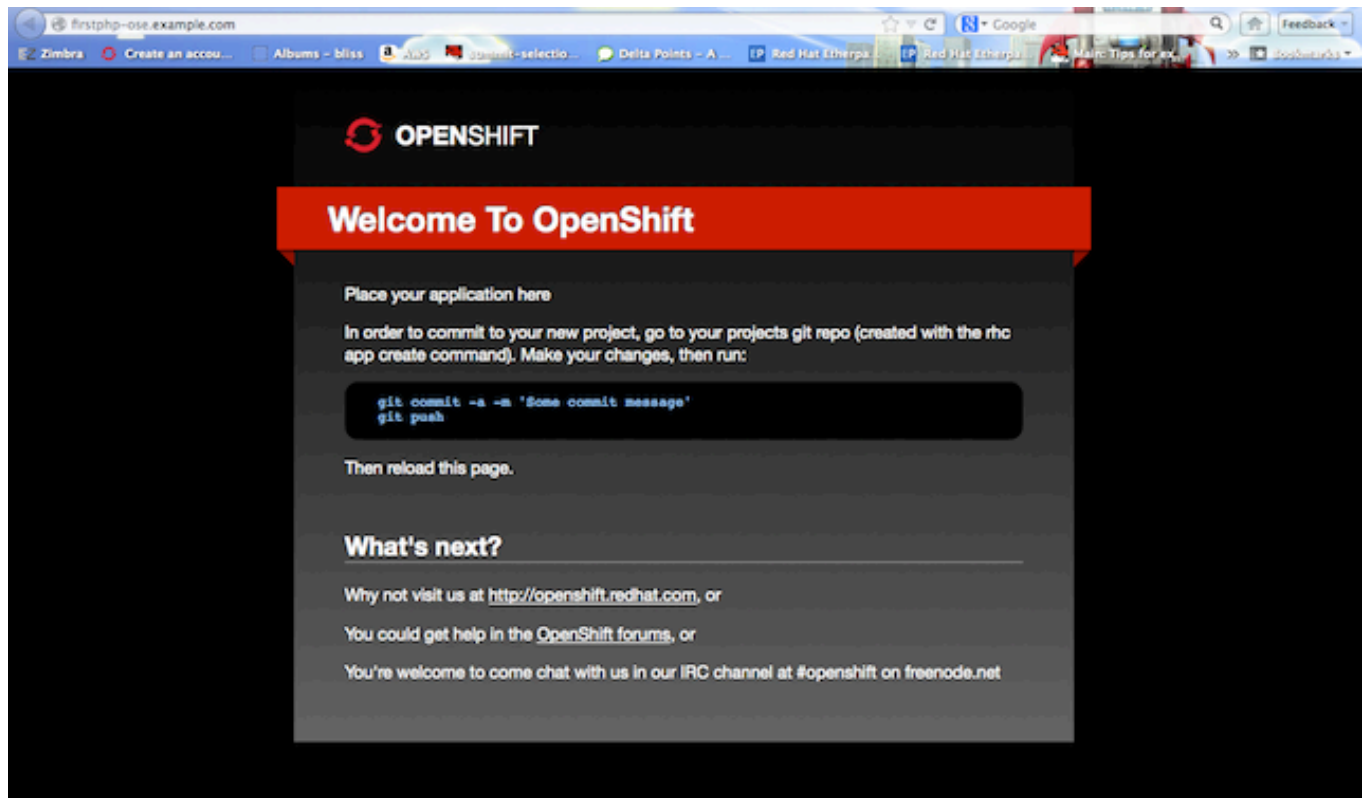 firstphp-ose.example.com
Google
Feedback
Zimbra
Create an accou...
Albums – bliss
Delta Points – A ...
Red Hat Etherpa
Red Hat Etherpa
Bookmarks
OPENSHIFT
Welcome To OpenShift
Place your application here
In order to commit to your new project, go to your projects git repo (created with the rhc
app create command). Make your changes, then run:
git commit -a -m 'Some commit message'
git push
Then reload this page.
What's next?
Why not visit us at http://openshift.redhat.com, or
You could get help in the OpenShift forums, or
You're welcome to come chat with us in our IRC channel at #openshift on freenode.net